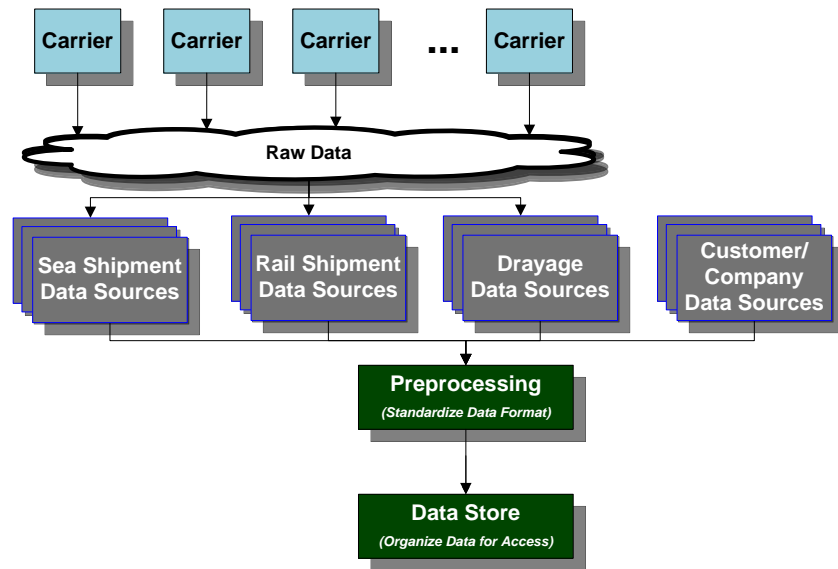 Carrier
Carrier
Carrier
...
Carrier
Raw Data
Sea Shipment
Data Sources
Rail Shipment
Data Sources
Drayage
Data Sources
Customer/
Company
Data Sources
Preprocessing
(Standardize Data Format)
Data Store
(Organize Data for Access)